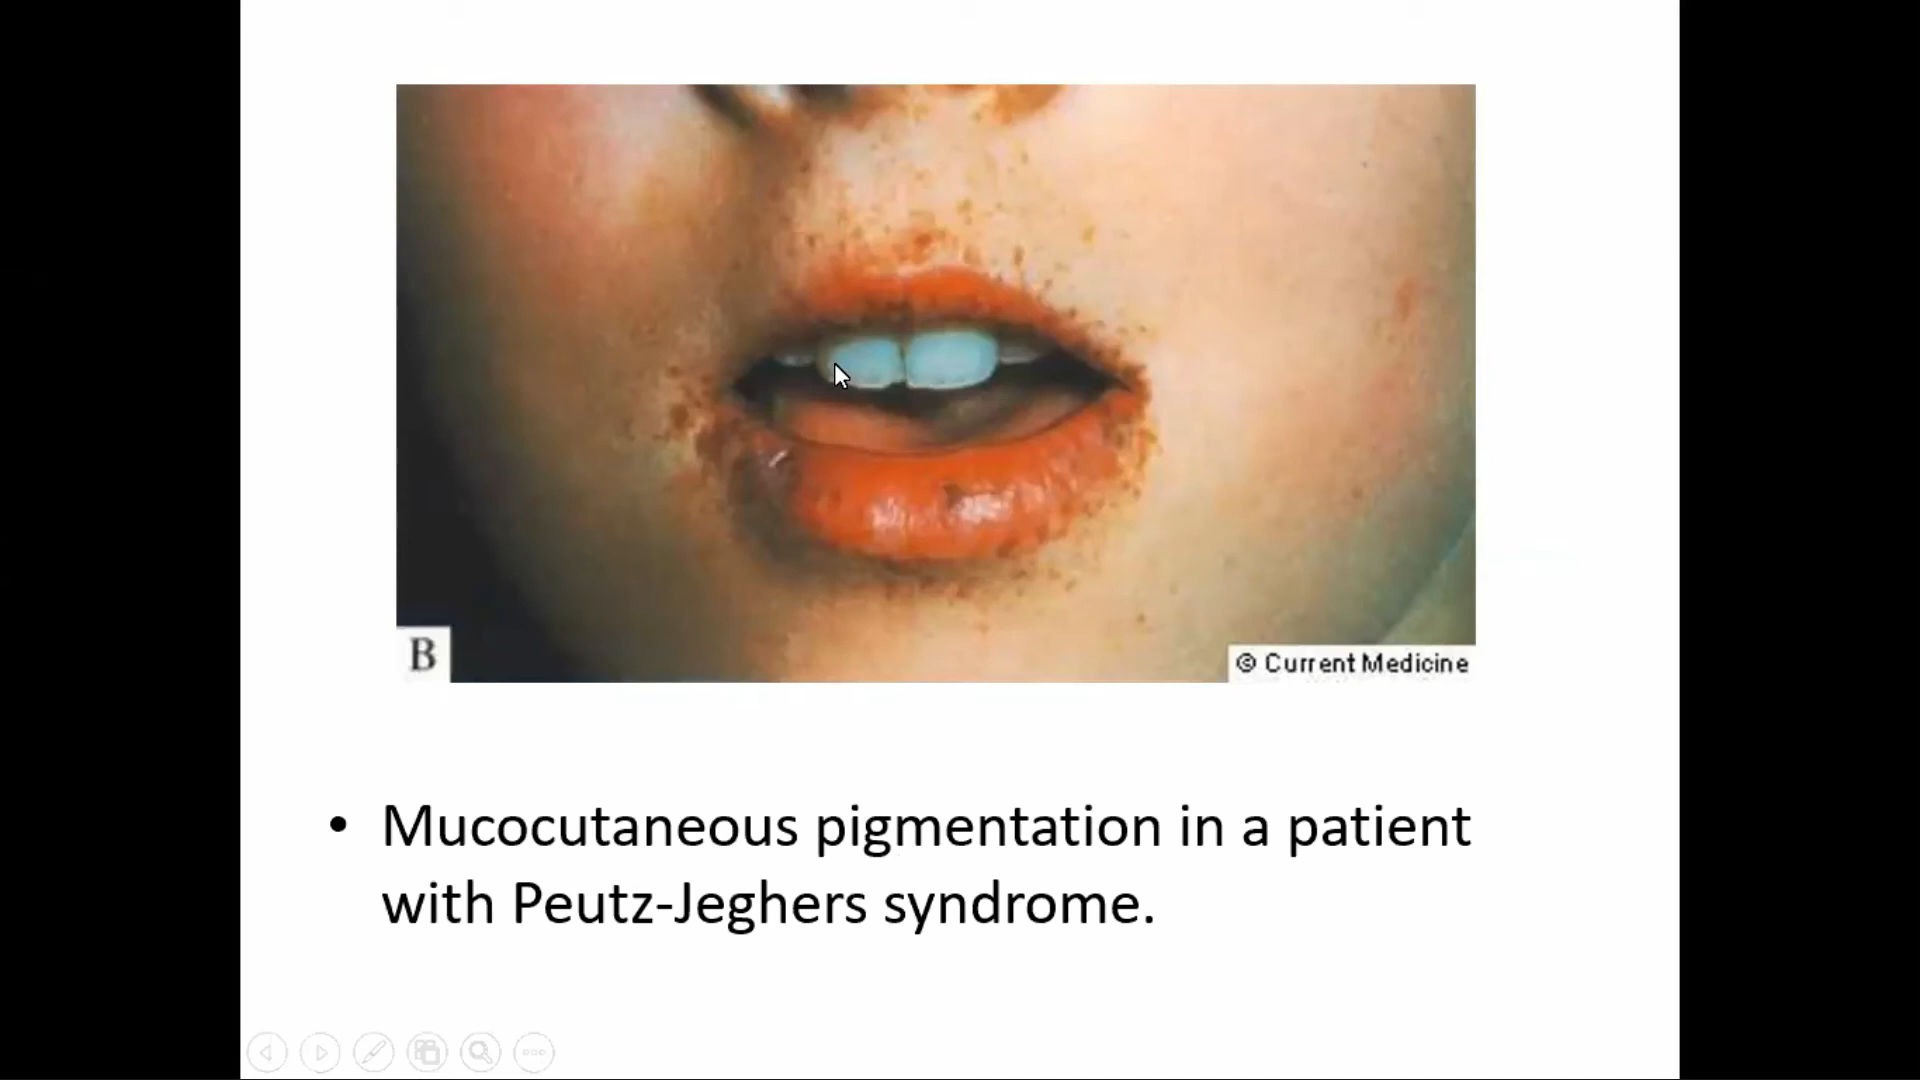 B
© Current Medicine
• Mucocutaneous pigmentation in a patient
with Peutz-Jeghers syndrome.